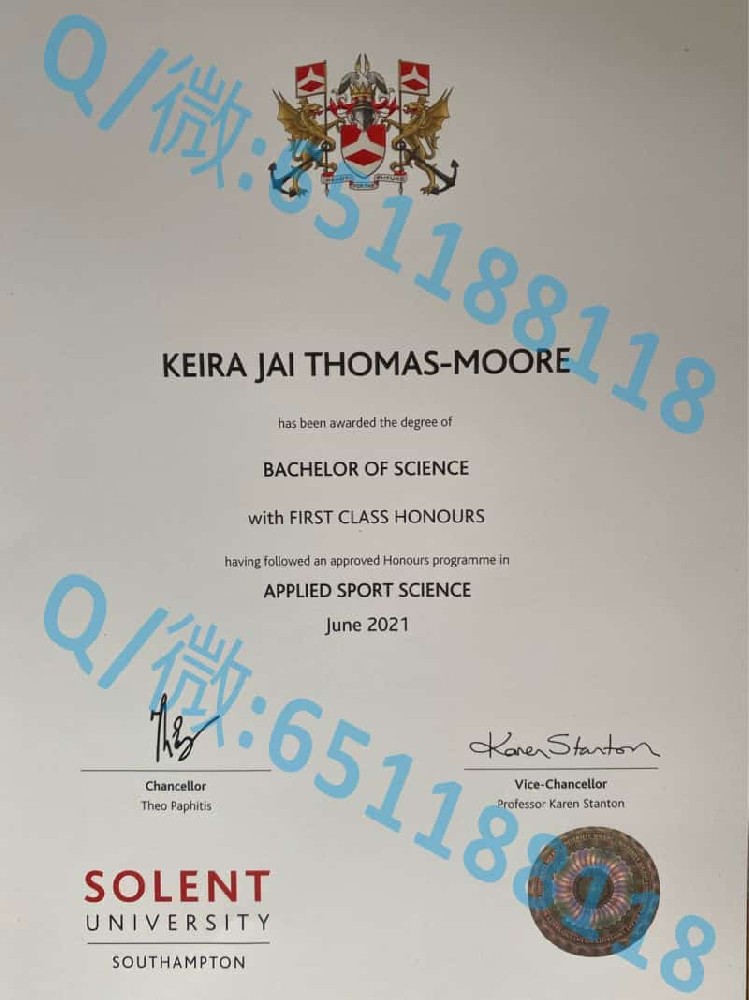 Q/微:651188118
KEIRA JAI THOMAS-MOORE
has been awarded the degree of
BACHELOR OF SCIENCE
with FIRST CLASS HONOURS
having followed an approved Honours programme in
APPLIED SPORT SCIENCE
June 2021
Q/微:651188118
Karen Stanton
Chancellor
Theo Paphitis
Vice-Chancellor
Professor Karen Stanton
SOLENT
UNIVERSITY
SOUTHAMPTON